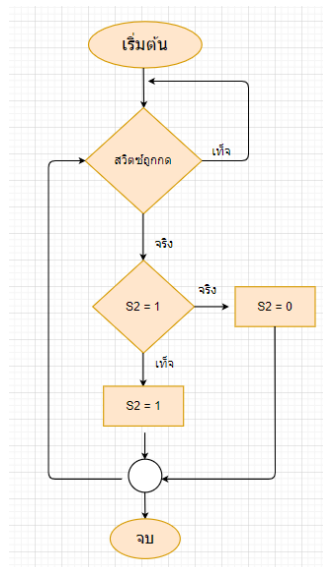 เริ่มต้น
สวิตช์ถูกกด
เท็จ
จริง
S2 = 1
จริง
S2 = 0
เท็จ
S2 = 1
จบ